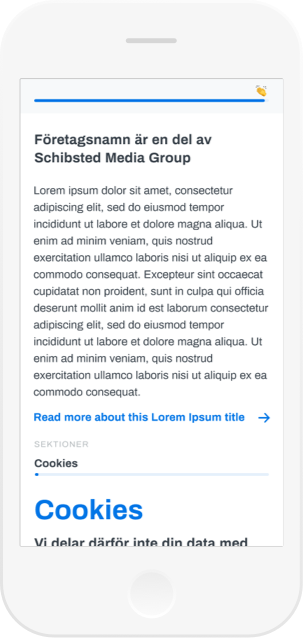 Företagsnamn är en del av
Schibsted Media Group
Lorem ipsum dolor sit amet, consectetur
adipiscing elit, sed do eiusmod tempor
incididunt ut labore et dolore magna aliqua. Ut
enim ad minim veniam, quis nostrud
exercitation ullamco laboris nisi ut aliquip ex ea
commodo consequat. Excepteur sint occaecat
cupidatat non proident, sunt in culpa qui officia
deserunt mollit anim id est laborum consectetur
adipiscing elit, sed do eiusmod tempor
incididunt ut labore et dolore magna aliqua. Ut
enim ad minim veniam, quis nostrud
exercitation ullamco laboris nisi ut aliquip ex ea
commodo consequat.
Read more about this Lorem Ipsum title
SEKTIONER
Cookies
Cookies
Vi delar därför inte din data med